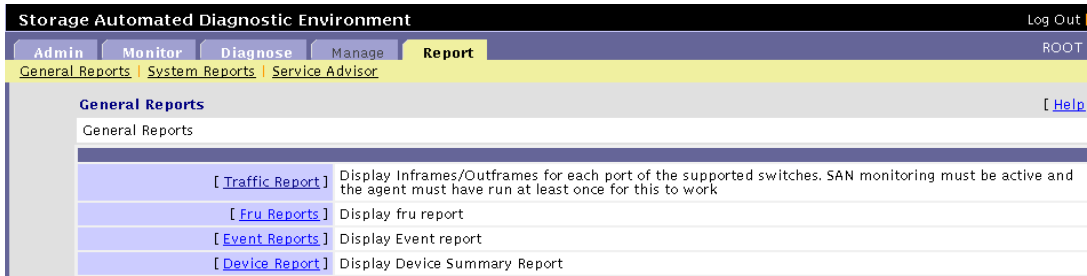 Storage Automated Diagnostic Environment
Log Out
Admin Monitor Diagnose Manage Report
ROOT
General Reports | System Reports | Service Advisor
General Reports
[ Help
General Reports
[ Traffic Report ] Display Inframes/Outframes for each port of the supported switches. SAN monitoring must be active and
the agent must have run at least once for this to work
[ Fru Reports ] Display fru report
[ Event Reports ] Display Event report
[ Device Report ] Display Device Summary Report